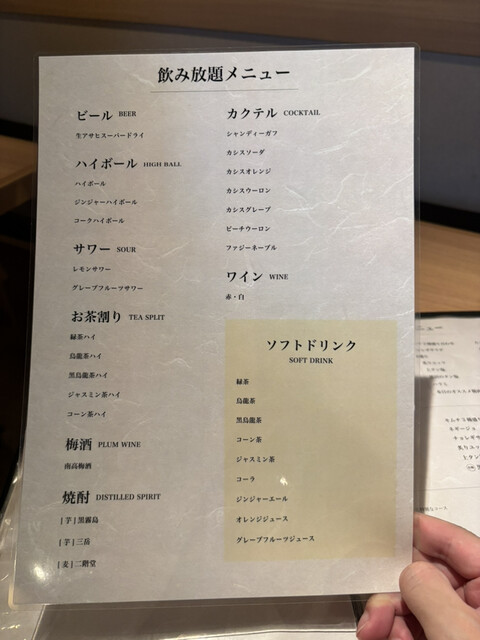 飲み放題メニュー
ビール BEER
生アサヒスーパードライ
ハイボール HIGH BALL
ハイボール
ジンジャーハイボール
コーラハイボール
サワー SOUR
レモンサワー
グレープフルーツサワー
お茶割り TEA SPLIT
緑茶ハイ
烏龍茶ハイ
黒烏龍茶ハイ
ジャスミン茶ハイ
コーン茶ハイ
梅酒 PLUM WINE
南高梅酒
焼酎 DISTILLED SPIRIT
[芋]黒霧島
[芋]三岳
[麦]二階堂
カクテル COCKTAIL
シャンディーガフ
カシスソーダ
カシスオレンジ
カシスウーロン
カシスグレープ
ピーチウーロン
ファジーネーブル
ワイン WINE
赤・白
ソフトドリンク
SOFT DRINK
緑茶
烏龍茶
黒烏龍茶
コーン茶
ジャスミン茶
コーラ
ジンジャーエール
オレンジジュース
グレープフルーツジュース
ニュー